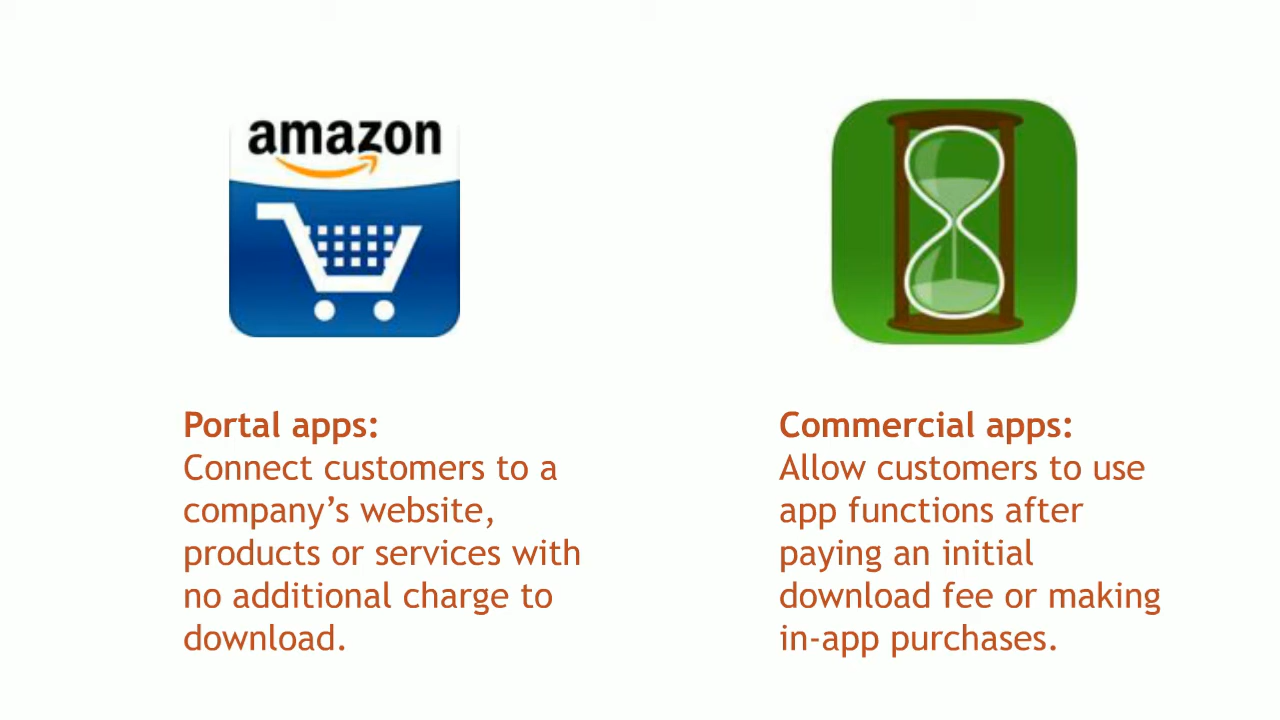 amazon
Portal apps:
Connect customers to a
company’s website,
products or services with
no additional charge to
download.
Commercial apps:
Allow customers to use
app functions after
paying an initial
download fee or making
in-app purchases.